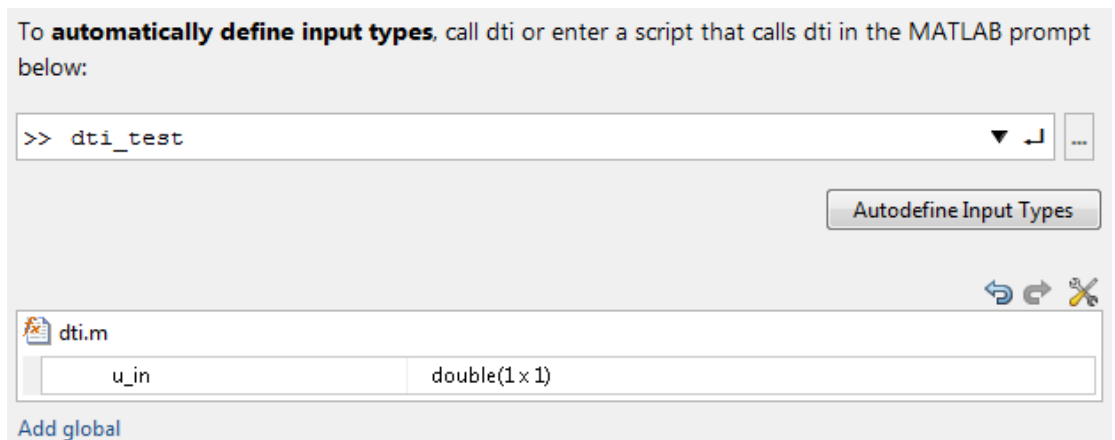 To automatically define input types, call dti or enter a script that calls dti in the MATLAB prompt
below:
>> dti_test
...
Autodefine Input Types
dti.m
u_in double(1 x 1)
Add global